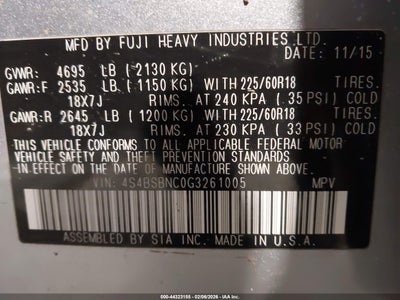 MFD BY FUJI HEAVY INDUSTRIES LTD.
DATE: 11/15
GVWR: 4695 LB (2130 KG)
GAWR:F 2535 LB (1150 KG) WITH 225/60R18 TIRES.
18X7J RIMS. AT 240 KPA (35 PSI) COLD
GAWR:R 2645 LB (1200 KG) WITH 225/60R18 TIRES.
18X7J RIMS. AT 230 KPA (33 PSI) COLD
THIS VEHICLE CONFORMS TO ALL APPLICABLE FEDERAL MOTOR
VEHICLE SAFETY AND THEFT PREVENTION STANDARDS
IN EFFECT ON THE DATE OF MANUFACTURE SHOWN ABOVE.
VIN: 4S4BSBNC0G3261005 MPV
ASSEMBLED BY SIA INC. MADE IN U.S.A.
000-44323155 - 02/06/2026 - IAA Inc.